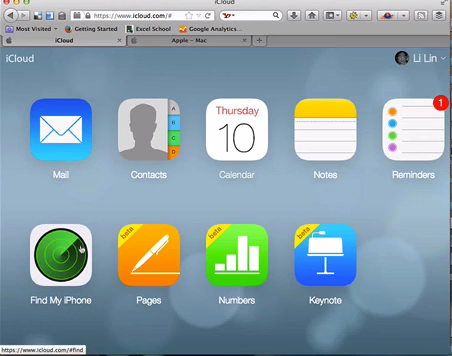 iCloud
https://www.icloud.com/#
Most Visited Getting Started Excel School Google Analytics...
iCloud Apple - Mac
iCloud Li Lin
Thursday
10
A
B
C
D
1
Mail Contacts Calendar Notes Reminders
beta beta beta
Find My iPhone Pages Numbers Keynote
https://www.icloud.com/#find